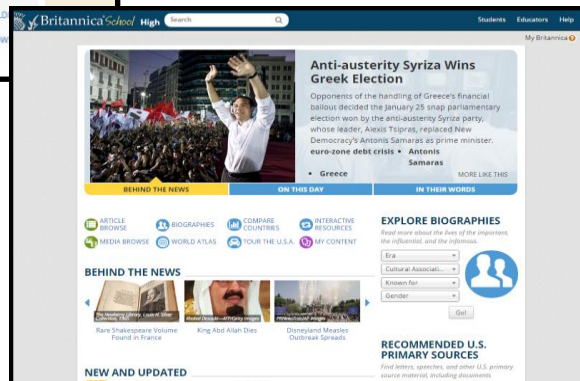 Britannica School High Search
Students Educators Help
My Britannica
Anti-austerity Syriza Wins
Greek Election
Opponents of the handling of Greece's financial
bailout decided the January 25 snap parliamentary
election won by the anti-austerity Syriza party,
whose leader, Alexis Tsipras, replaced New
Democracy's Antonis Samaras as prime minister.
euro-zone debt crisis • Antonis
Samaras
• Greece
MORE LIKE THIS
BEHIND THE NEWS
ON THIS DAY
IN THEIR WORDS
ARTICLE
BROWSE
BIOGRAPHIES
COMPARE
COUNTRIES
INTERACTIVE
RESOURCES
MEDIA BROWSE
WORLD ATLAS
TOUR THE U.S.A.
MY CONTENT
BEHIND THE NEWS
The Newberry Library, Louis H. Silver
Collection, 1965
Rare Shakespeare Volume
Found in France
King Abd Allah Dies
Disneyland Measles
Outbreak Spreads
NEW AND UPDATED
EXPLORE BIOGRAPHIES
Read more about the lives of the important,
the influential, and the infamous.
Era
Cultural Associati...
Known for
Gender
Go!
RECOMMENDED U.S.
PRIMARY SOURCES
Find letters, speeches, and other U.S. primary
source material, including documents